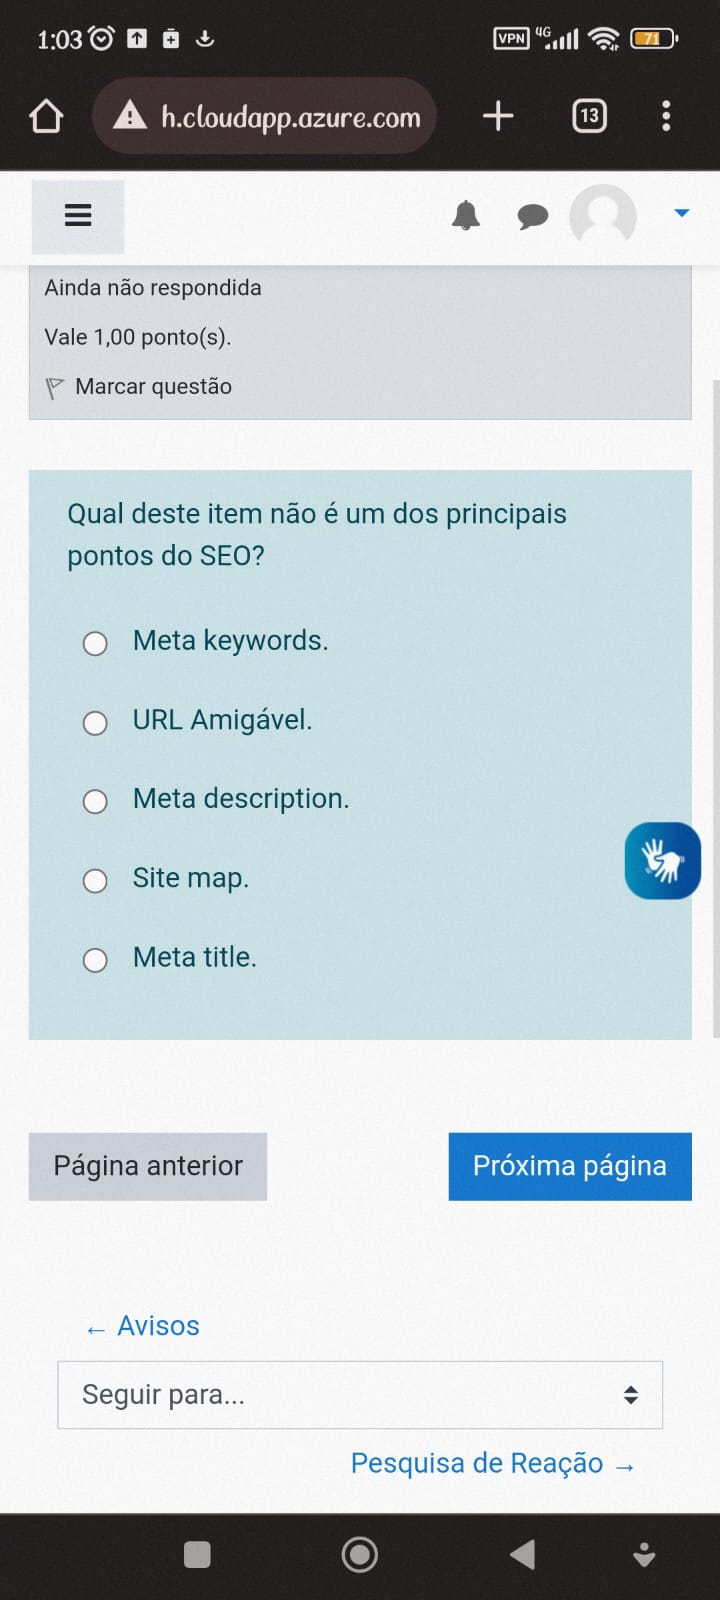 1:03
VPN 4G 71
h.cloudapp.azure.com
13
Ainda não respondida
Vale 1,00 ponto(s).
Marcar questão
Qual deste item não é um dos principais
pontos do SEO?
Meta keywords.
URL Amigável.
Meta description.
Site map.
Meta title.
Página anterior
Próxima página
← Avisos
Seguir para...
Pesquisa de Reação →